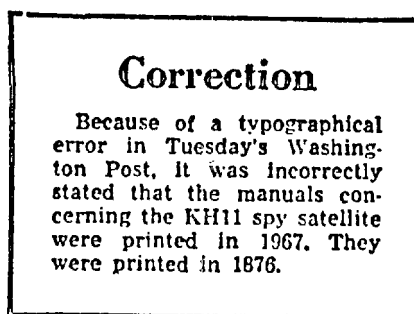 Correction
Because of a typographical
error in Tuesday's Washing-
ton Post, it was incorrectly
stated that the manuals con-
cerning the KH11 spy satellite
were printed in 1967. They
were printed in 1876.